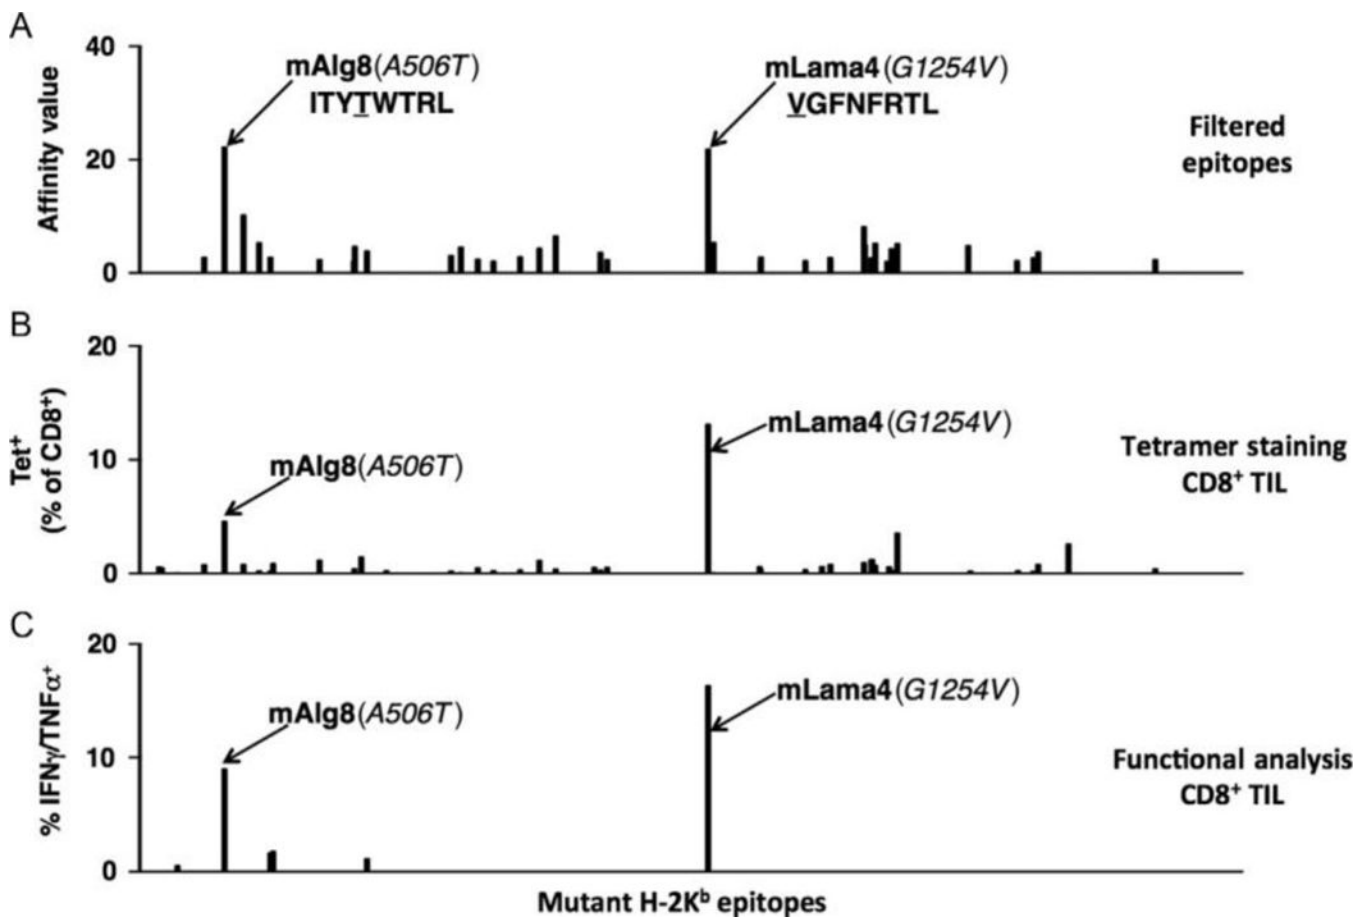 A
40
20
0
Affinity value
mAlg8(A506T)
ITYTWTRL
mLama4(G1254V)
VGFNFRTL
Filtered
epitopes
B
20
10
0
Tet⁺
(% of CD8⁺)
mAlg8(A506T)
mLama4(G1254V)
Tetramer staining
CD8⁺ TIL
C
20
10
0
% IFNγ/TNFα⁺
mAlg8(A506T)
mLama4(G1254V)
Functional analysis
CD8⁺ TIL
Mutant H-2Kᵇ epitopes